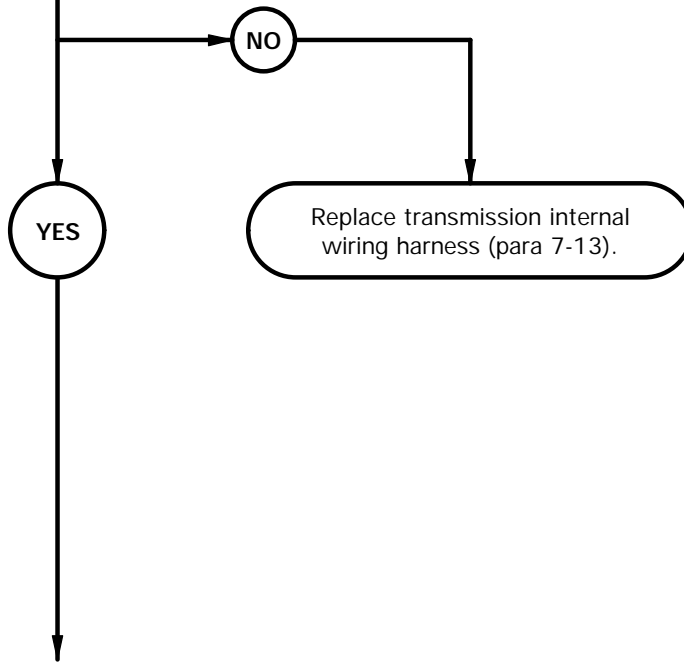 NO
YES
Replace transmission internal
wiring harness (para 7-13).